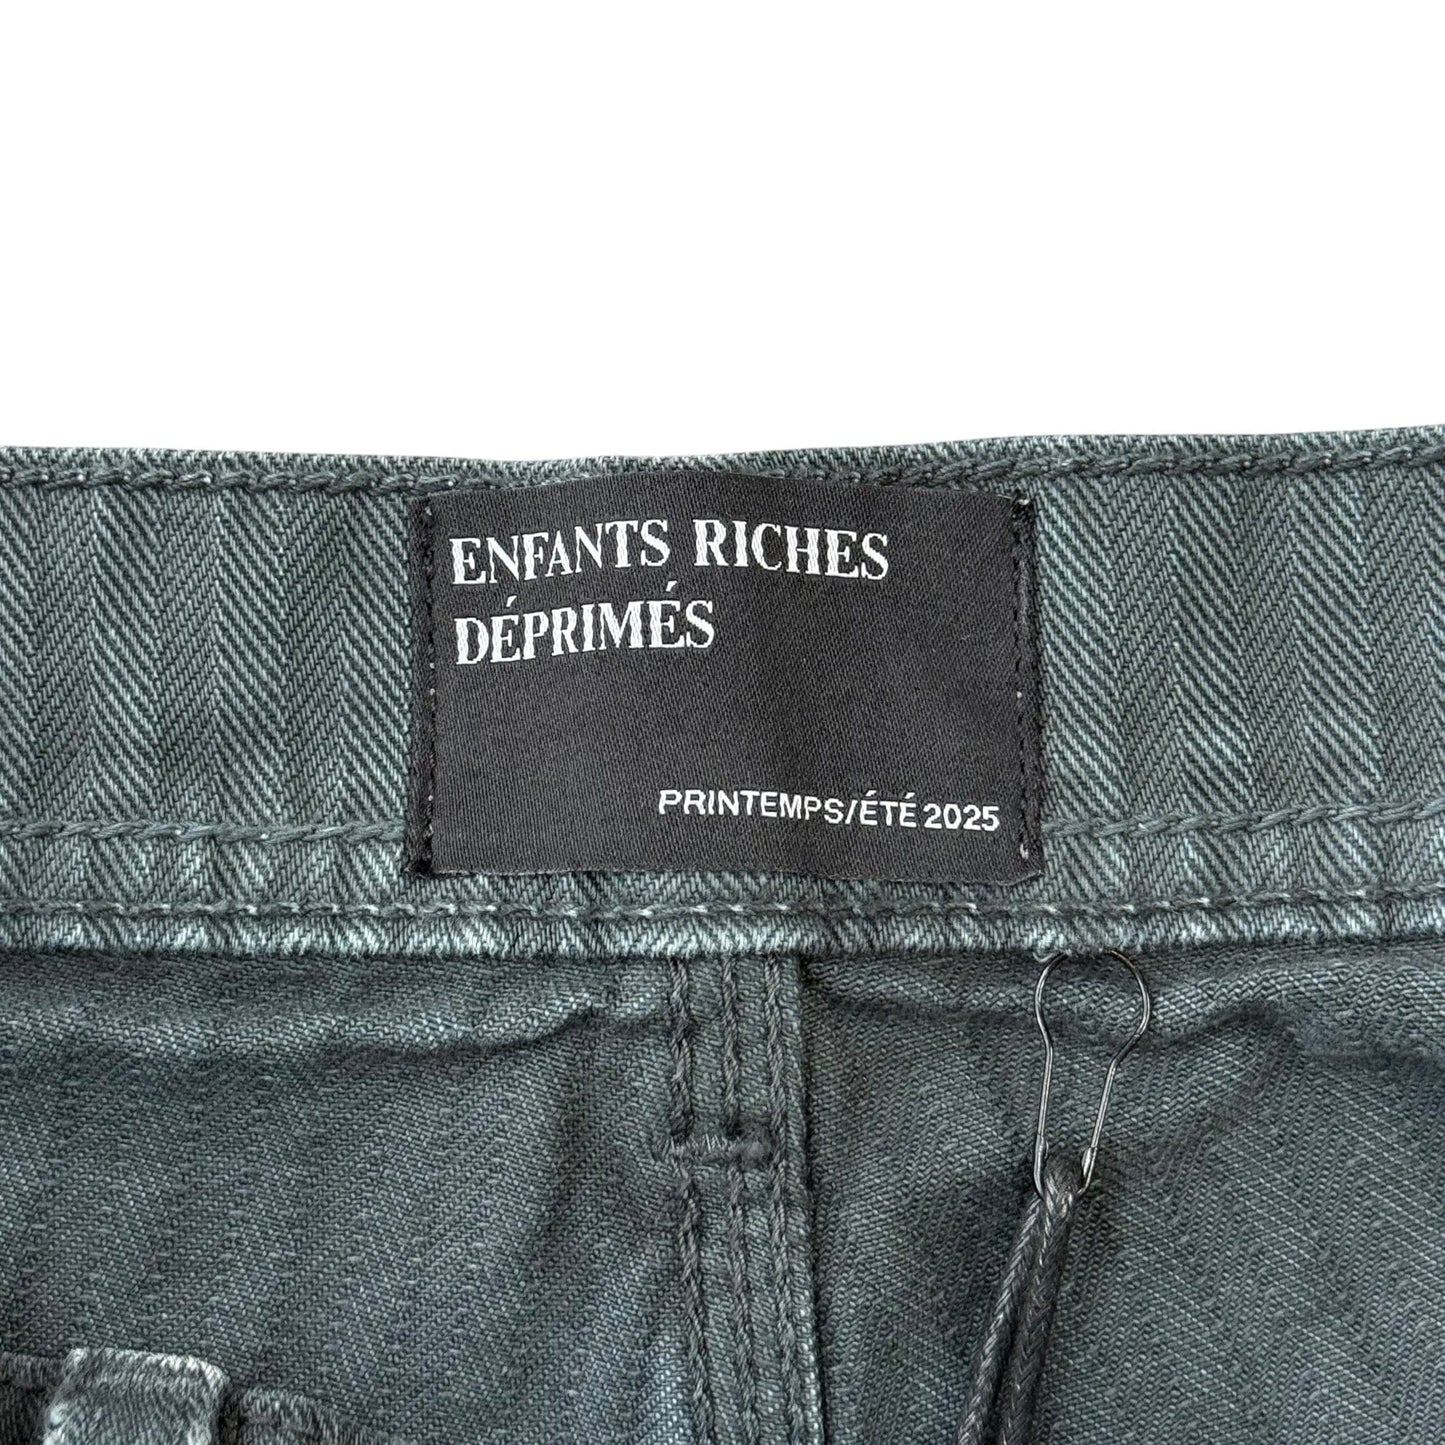 ENFANTS RICHES
DÉPRIMÉS
PRINTEMPS/ÉTÉ 2025